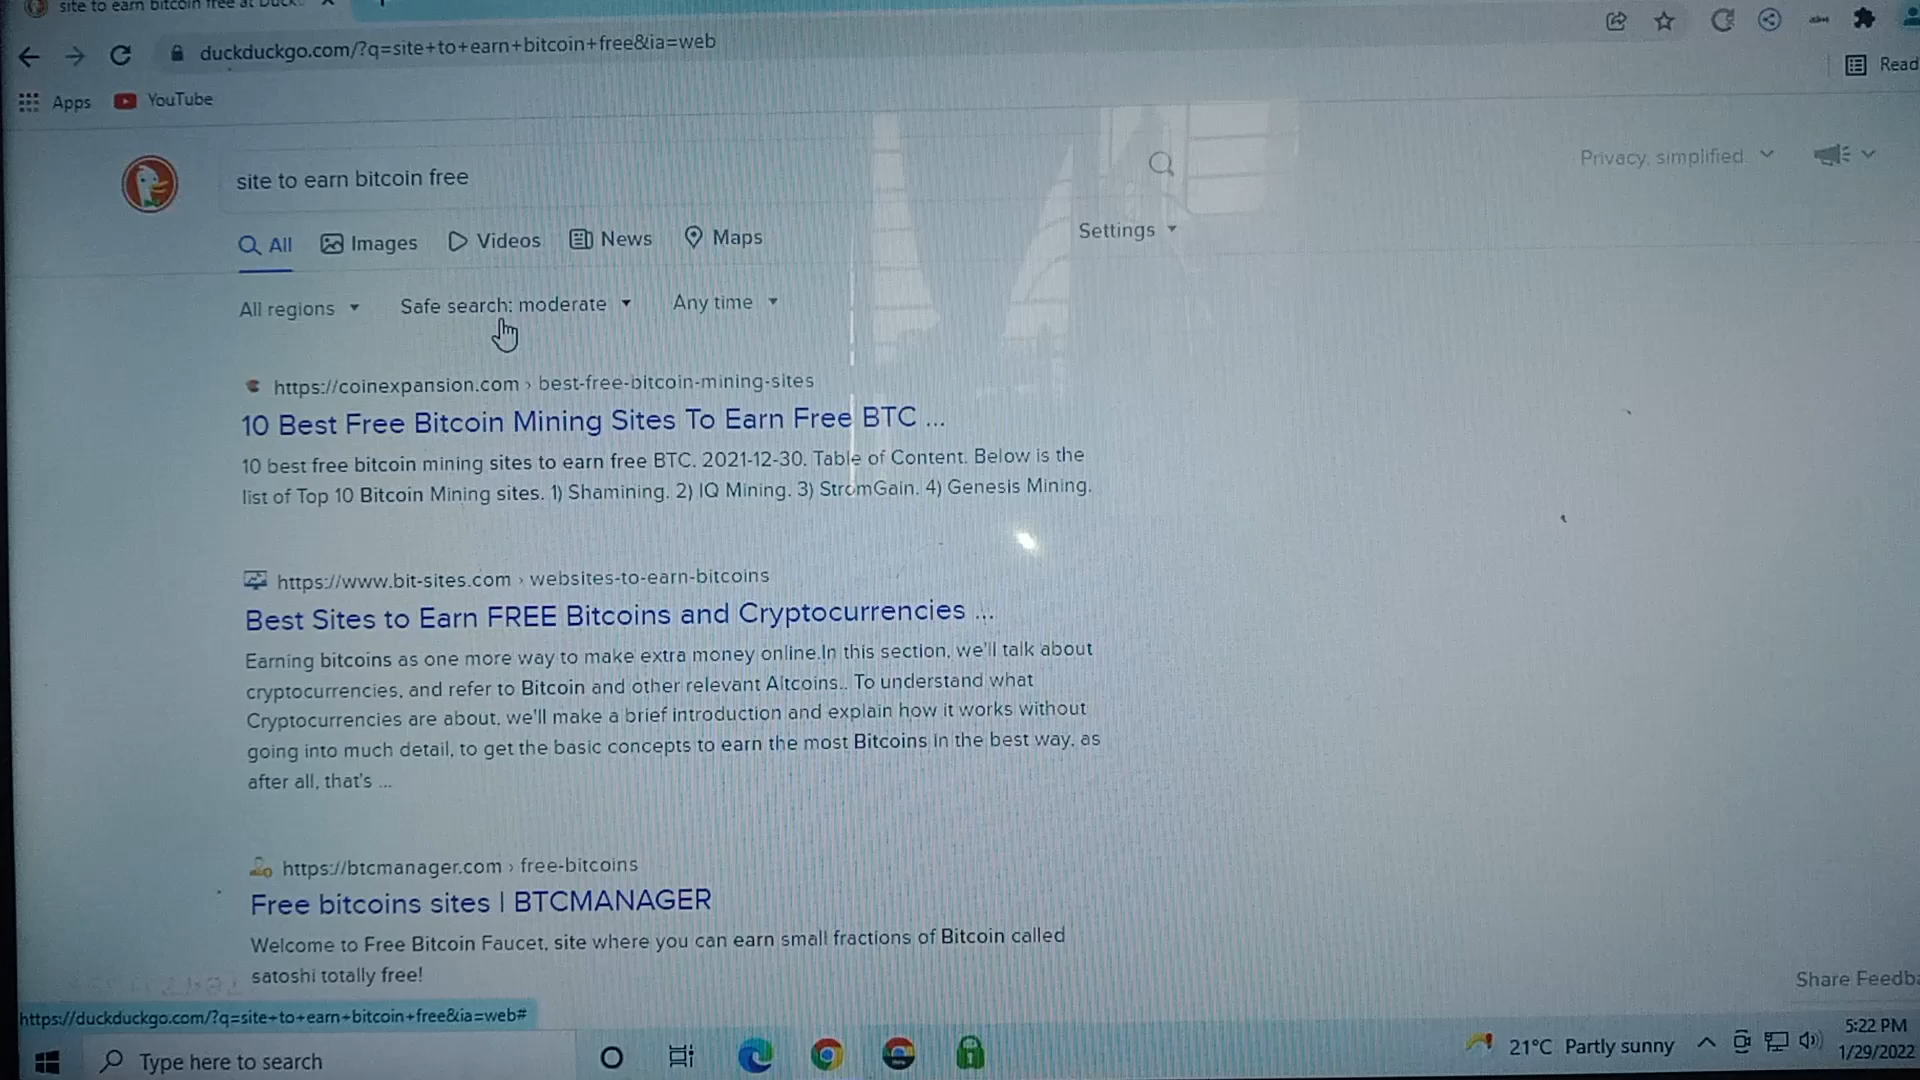 site to earn bitcoin free at Duck
duckduckgo.com/?q=site+to+earn+bitcoin+free&ia=web
Read
Apps
YouTube
site to earn bitcoin free
Privacy, simplified.
All
Images
Videos
News
Maps
Settings
All regions
Safe search: moderate
Any time
https://coinexpansion.com › best-free-bitcoin-mining-sites
10 Best Free Bitcoin Mining Sites To Earn Free BTC ...
10 best free bitcoin mining sites to earn free BTC. 2021-12-30. Table of Content. Below is the
list of Top 10 Bitcoin Mining sites. 1) Shamining. 2) IQ Mining. 3) StromGain. 4) Genesis Mining.
https://www.bit-sites.com › websites-to-earn-bitcoins
Best Sites to Earn FREE Bitcoins and Cryptocurrencies ...
Earning bitcoins as one more way to make extra money online.In this section, we'll talk about
cryptocurrencies, and refer to Bitcoin and other relevant Altcoins.. To understand what
Cryptocurrencies are about, we'll make a brief introduction and explain how it works without
going into much detail, to get the basic concepts to earn the most Bitcoins in the best way, as
after all, that's ...
https://btcmanager.com › free-bitcoins
Free bitcoins sites | BTCMANAGER
Welcome to Free Bitcoin Faucet, site where you can earn small fractions of Bitcoin called
satoshi totally free!
Share Feedba
https://duckduckgo.com/?q=site+to+earn+bitcoin+free&ia=web#
Type here to search
21°C Partly sunny
5:22 PM
1/29/2022